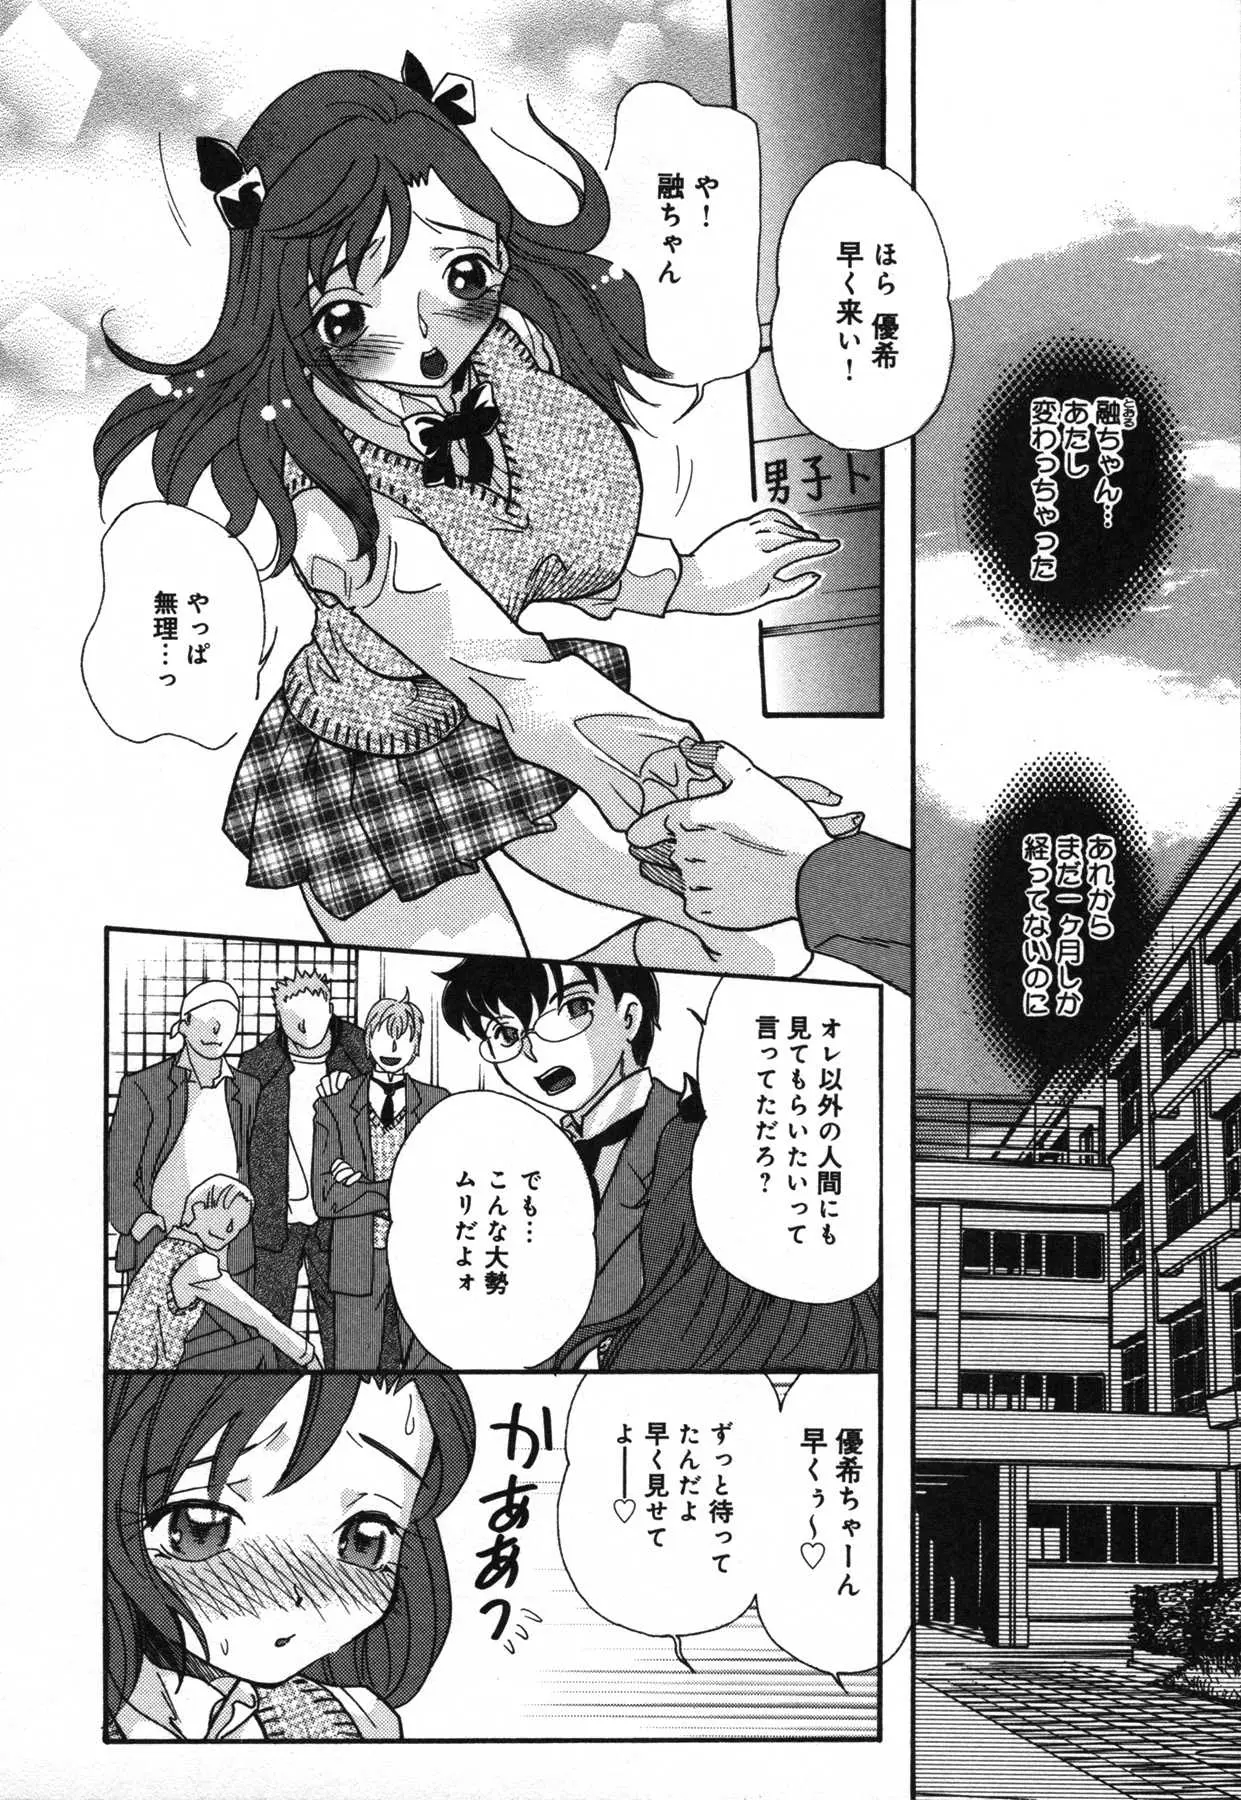 融ちゃん…
とおる
あたし
変わっちゃった
あれから
まだ一ヶ月しか
経ってないのに
ほら 優希
早く来い！
や！
融ちゃん
男子ト
やっぱ
無理…っ
オレ以外の人間にも
見てもらいたいって
言ってただろ？
でも…
こんな大勢
ムリだよォ
優希ちゃーん
早くぅ～♡
ずっと待って
たんだよ
早く見せて
よ――♡
かあああっ